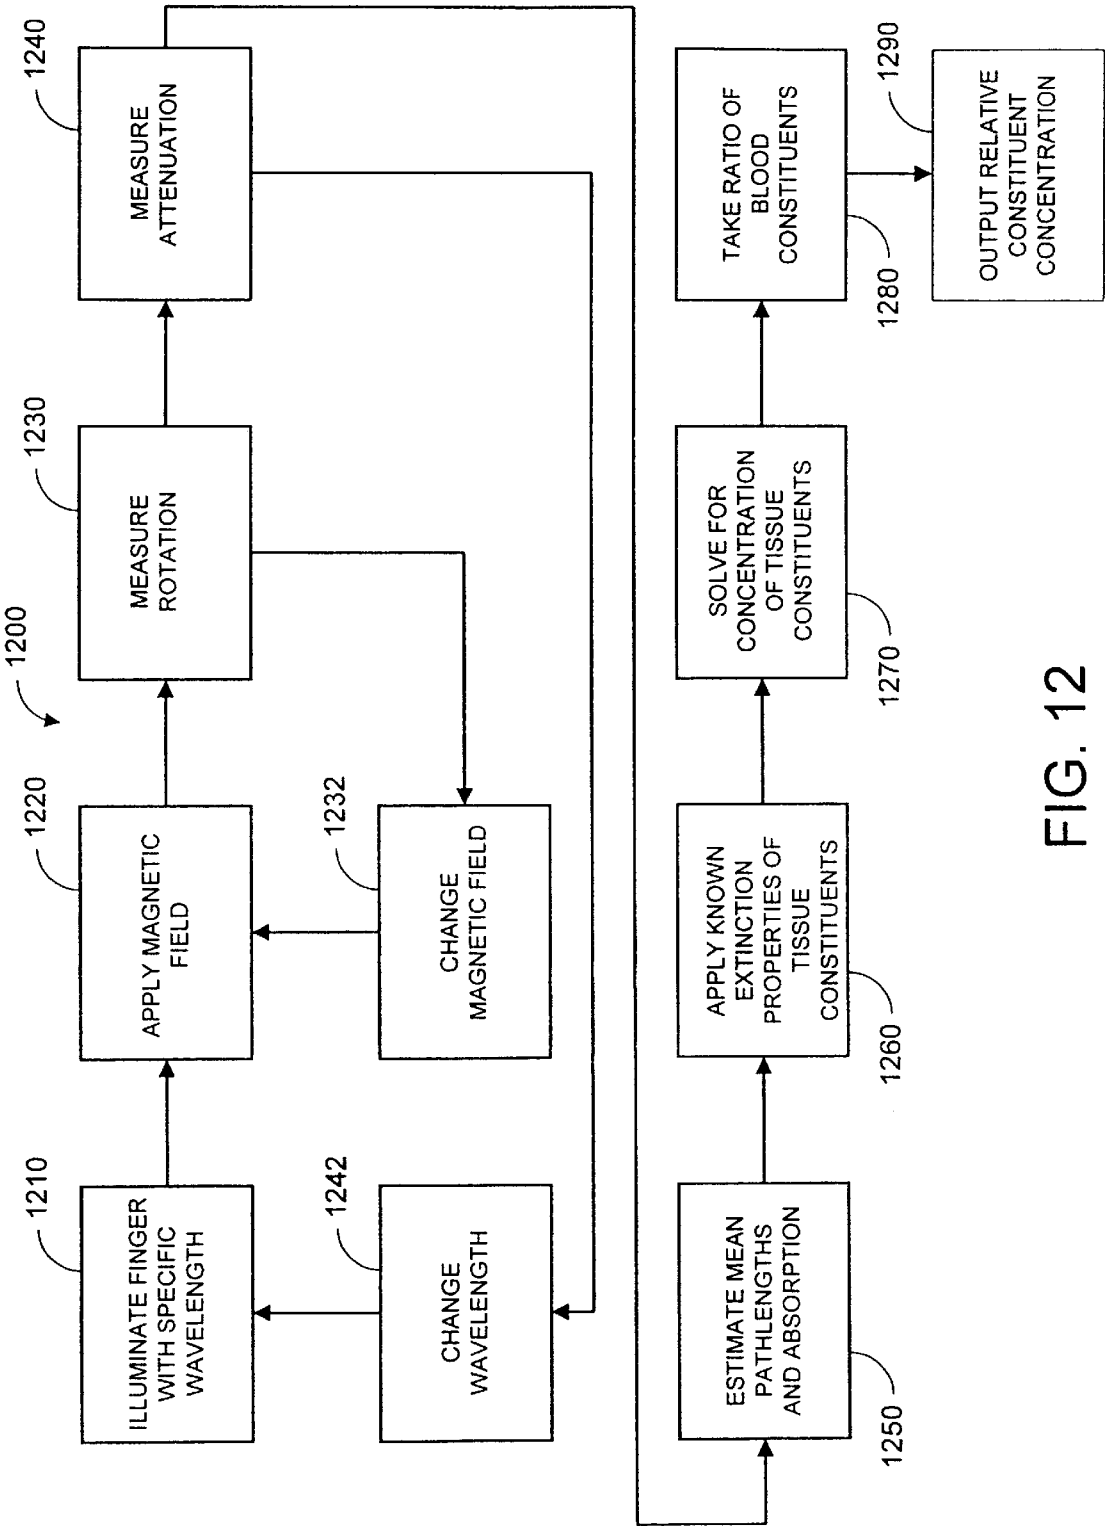 1200
1210
ILLUMINATE FINGER
WITH SPECIFIC
WAVELENGTH
1220
APPLY MAGNETIC
FIELD
1230
MEASURE
ROTATION
1240
MEASURE
ATTENUATION
1242
CHANGE
WAVELENGTH
1232
CHANGE
MAGNETIC FIELD
ESTIMATE MEAN
PATHLENGTHS
AND ABSORPTION
1250
APPLY KNOWN
EXTINCTION
PROPERTIES OF
TISSUE
CONSTITUENTS
1260
SOLVE FOR
CONCENTRATION
OF TISSUE
CONSTITUENTS
1270
TAKE RATIO OF
BLOOD
CONSTITUENTS
1280
1290
OUTPUT RELATIVE
CONSTITUENT
CONCENTRATION
FIG. 12